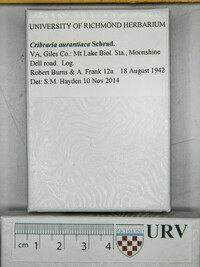 UNIVERSITY OF RICHMOND HERBARIUM
Cribraria aurantiaca Schrad.
VA, Giles Co.: Mt Lake Biol. Sta., Moonshine
Dell road. Log.
Robert Burns & A. Frank 12a 18 August 1942
Det: S.M. Hayden 10 Nov 2014
cm 1 2 3 4
RICHMOND
URV